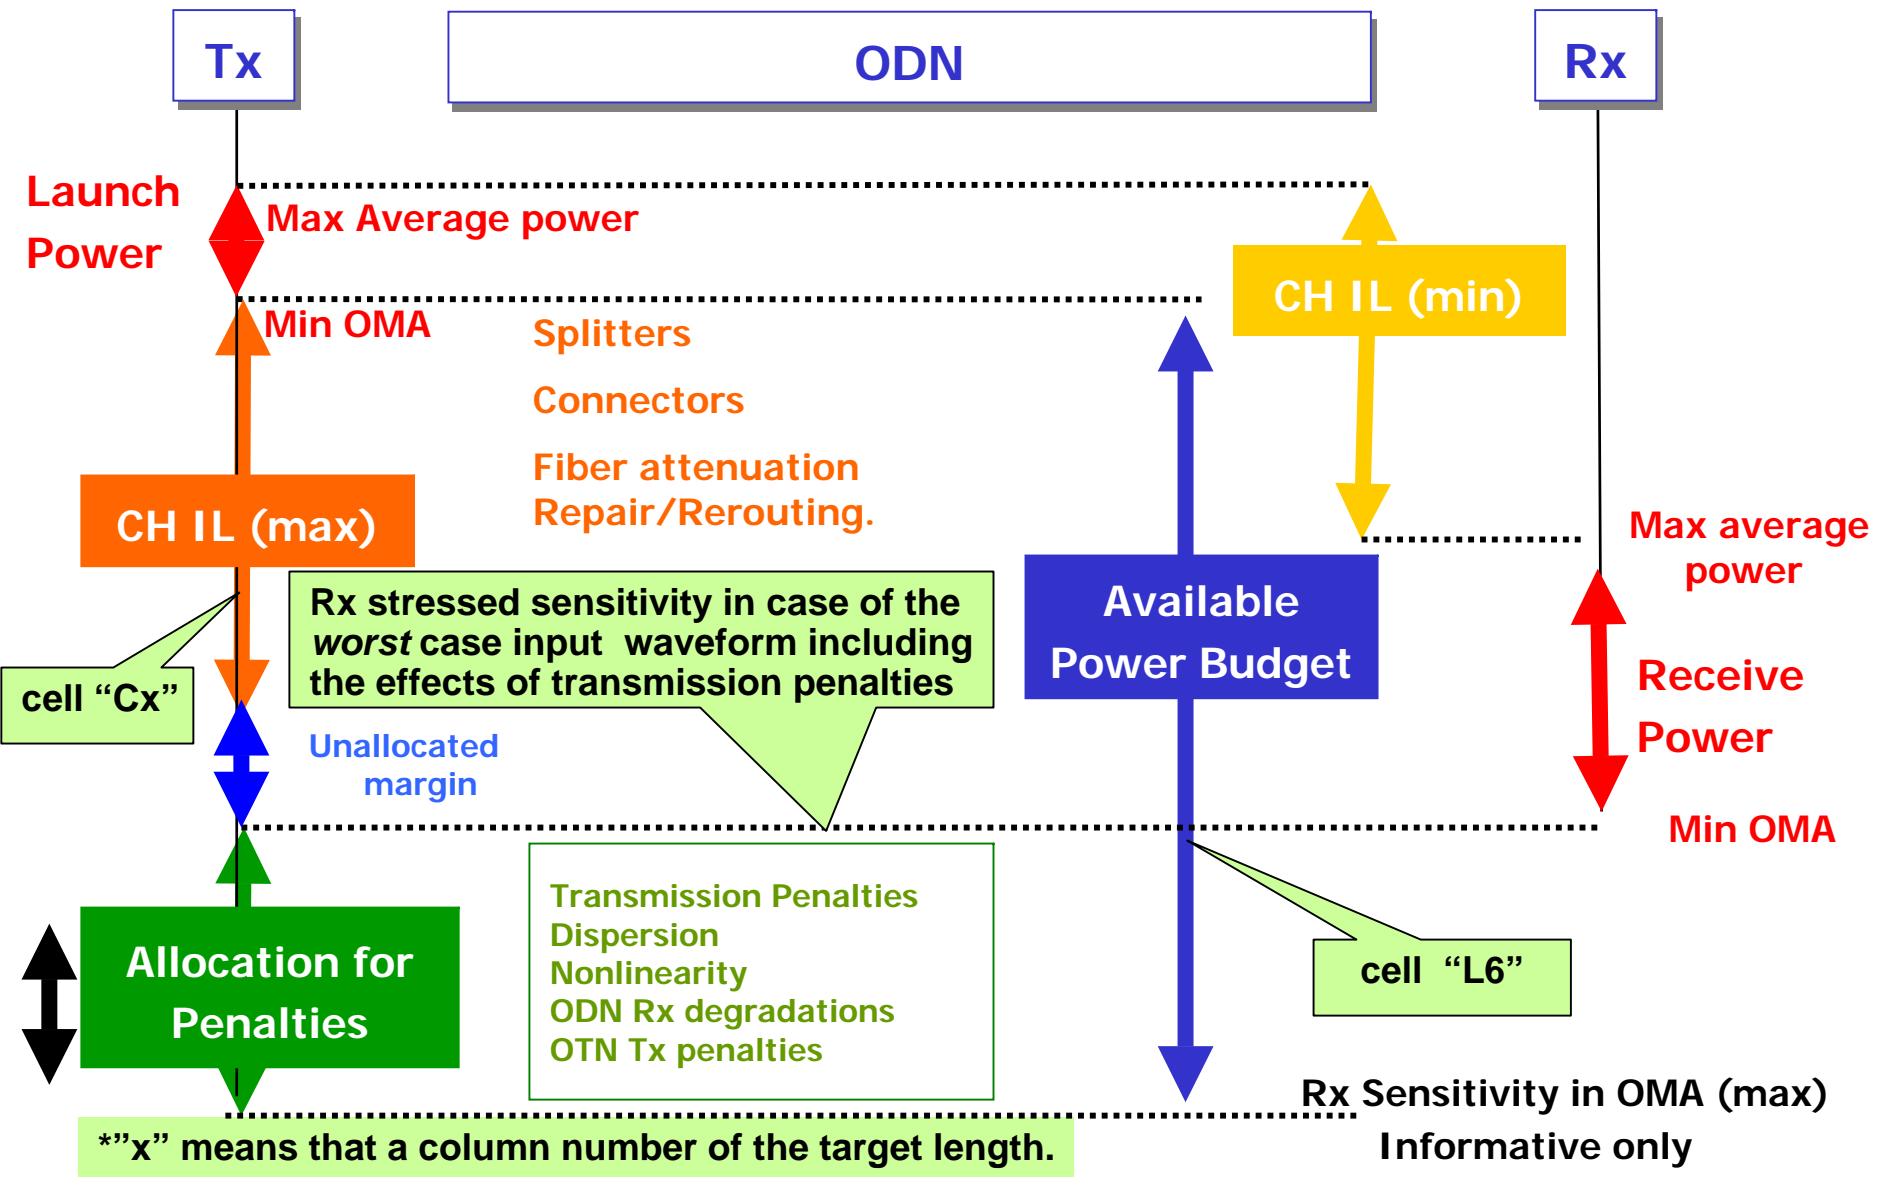 Tx
ODN
Rx
Launch
Power
Max Average power
CH IL (min)
Min OMA
Splitters
Connectors
Fiber attenuation
Repair/Rerouting.
CH IL (max)
Max average
power
Rx stressed sensitivity in case of the
worst case input waveform including
the effects of transmission penalties
Available
Power Budget
cell “Cx”
Receive
Power
Unallocated
margin
Min OMA
Transmission Penalties
Dispersion
Nonlinearity
ODN Rx degradations
OTN Tx penalties
Allocation for
Penalties
cell “L6”
Rx Sensitivity in OMA (max)
Informative only
*”x” means that a column number of the target length.